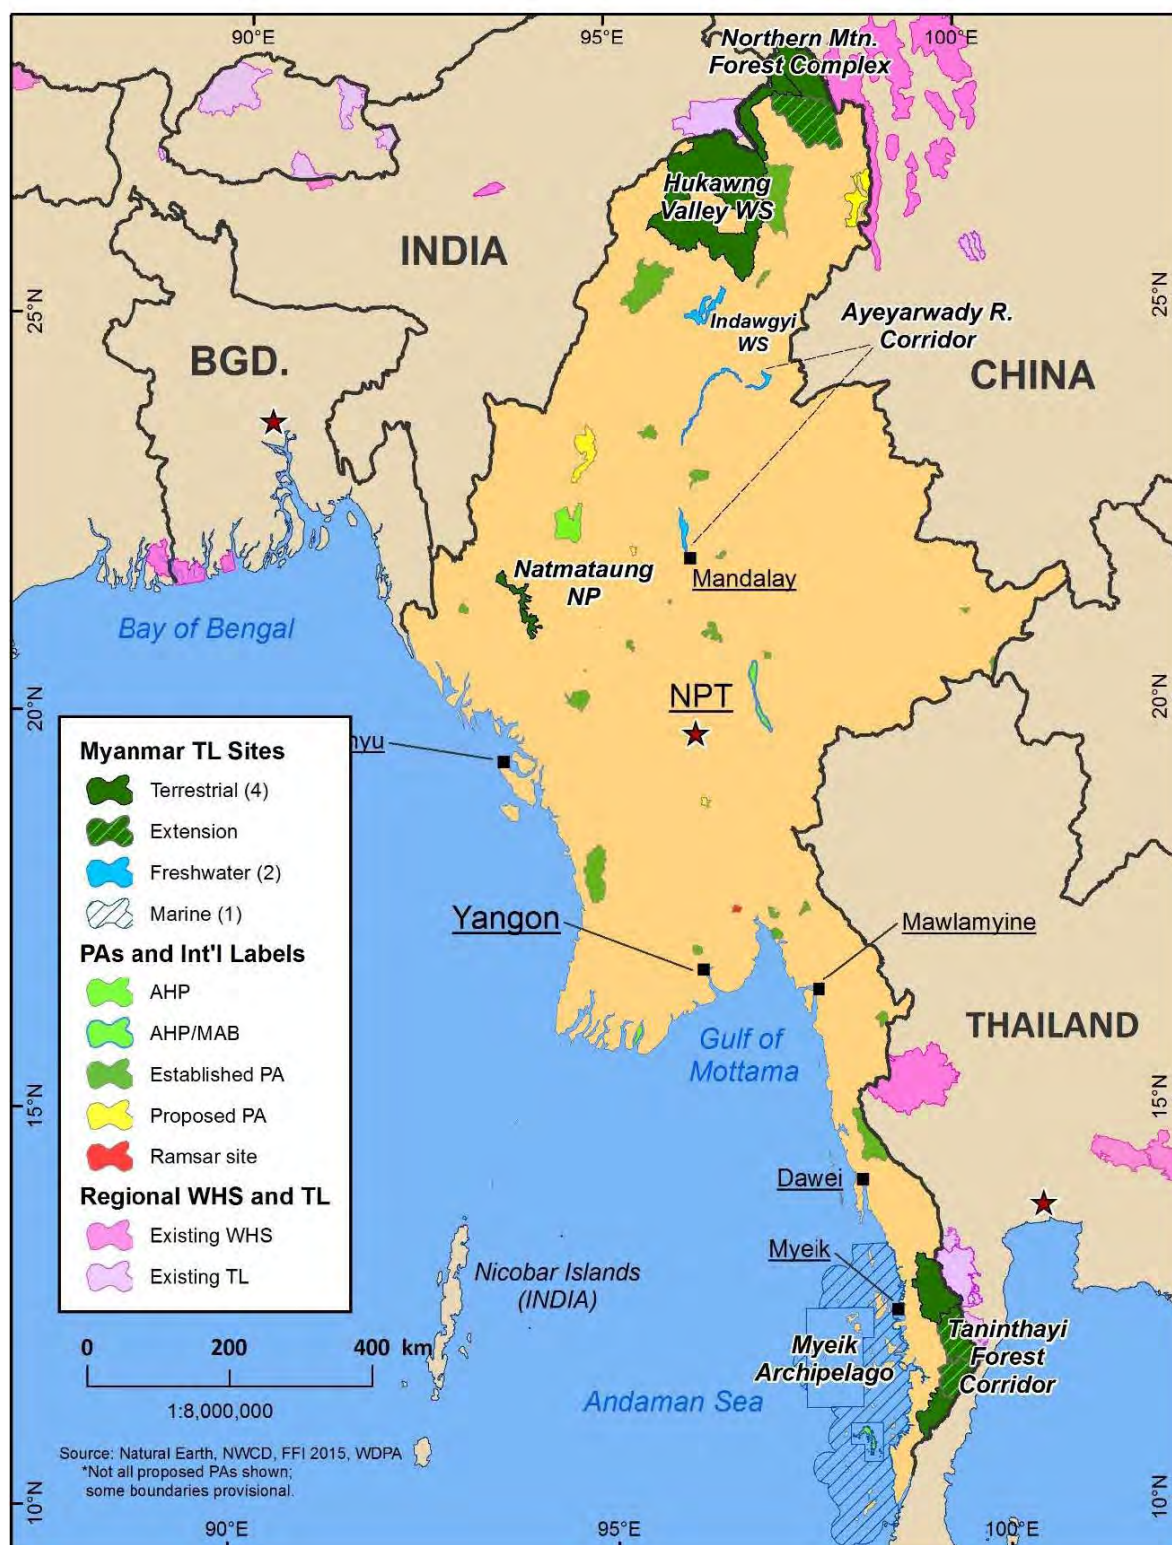 90°E
95°E
100°E
Northern Mtn.
Forest Complex
Hukawng
Valley WS
INDIA
25°N
25°N
Indawgyi
WS
Ayeyarwady R.
Corridor
BGD.
CHINA
Mandalay
Natmataung
NP
Bay of Bengal
NPT
20°N
20°N
nyu
Myanmar TL Sites
Terrestrial (4)
Extension
Freshwater (2)
Marine (1)
PAs and Int'l Labels
AHP
AHP/MAB
Established PA
Proposed PA
Ramsar site
Regional WHS and TL
Existing WHS
Existing TL
Yangon
Mawlamyine
Gulf of
Mottama
THAILAND
15°N
15°N
Dawei
Myeik
Nicobar Islands
(INDIA)
Myeik
Archipelago
Taninthayi
Forest
Corridor
Andaman Sea
0 200 400 km
1:8,000,000
Source: Natural Earth, NWCD, FFI 2015, WDPA
*Not all proposed PAs shown;
some boundaries provisional.
10°N
10°N
90°E
95°E
100°E